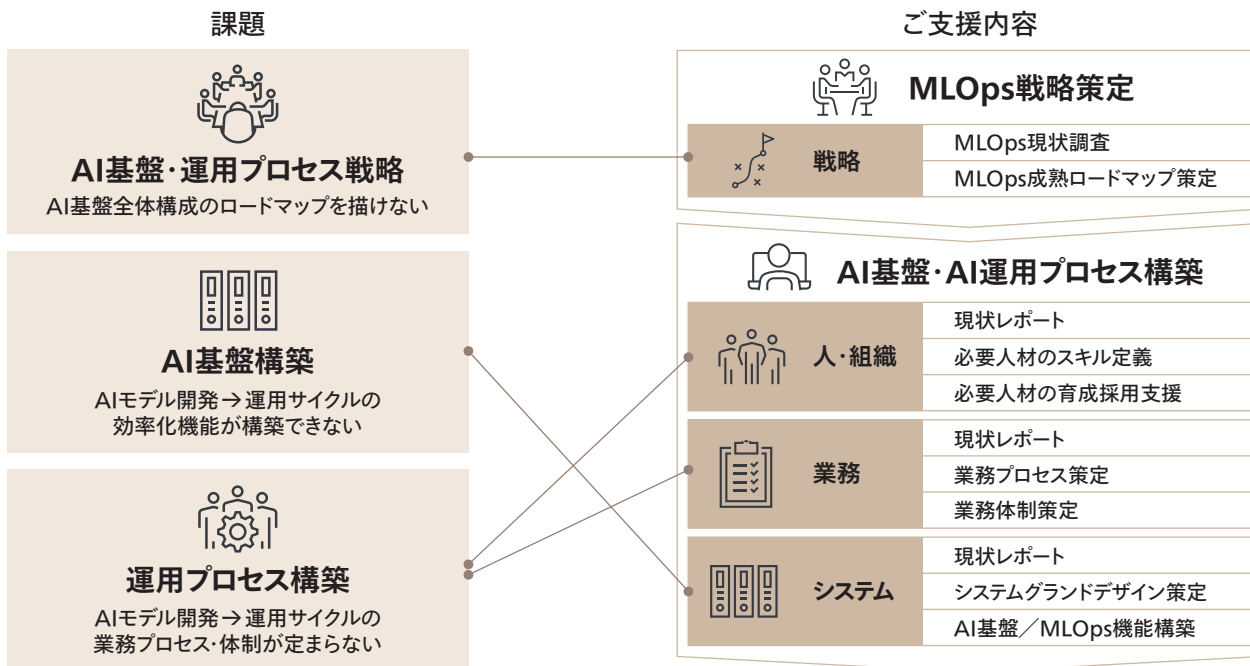 課題
AI基盤・運用プロセス戦略
AI基盤全体構成のロードマップを描けない
AI基盤構築
AIモデル開発→運用サイクルの
効率化機能が構築できない
運用プロセス構築
AIモデル開発→運用サイクルの
業務プロセス・体制が定まらない
ご支援内容
MLOps戦略策定
戦略
MLOps現状調査
MLOps成熟ロードマップ策定
AI基盤・AI運用プロセス構築
人・組織
現状レポート
必要人材のスキル定義
必要人材の育成採用支援
業務
現状レポート
業務プロセス策定
業務体制策定
システム
現状レポート
システムグランドデザイン策定
AI基盤／MLOps機能構築